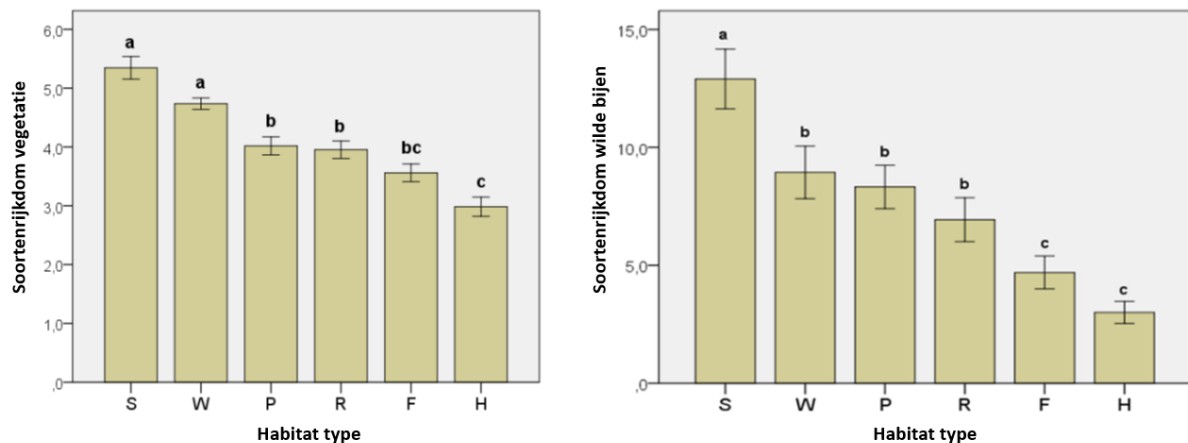 Soortenrijkdom vegetatie
6,0
5,0
4,0
3,0
2,0
1,0
,0
a
a
b
b
bc
c
S W P R F H
Habitat type
Soortenrijkdom wilde bijen
15,0
10,0
5,0
,0
a
b
b
b
c
c
S W P R F H
Habitat type